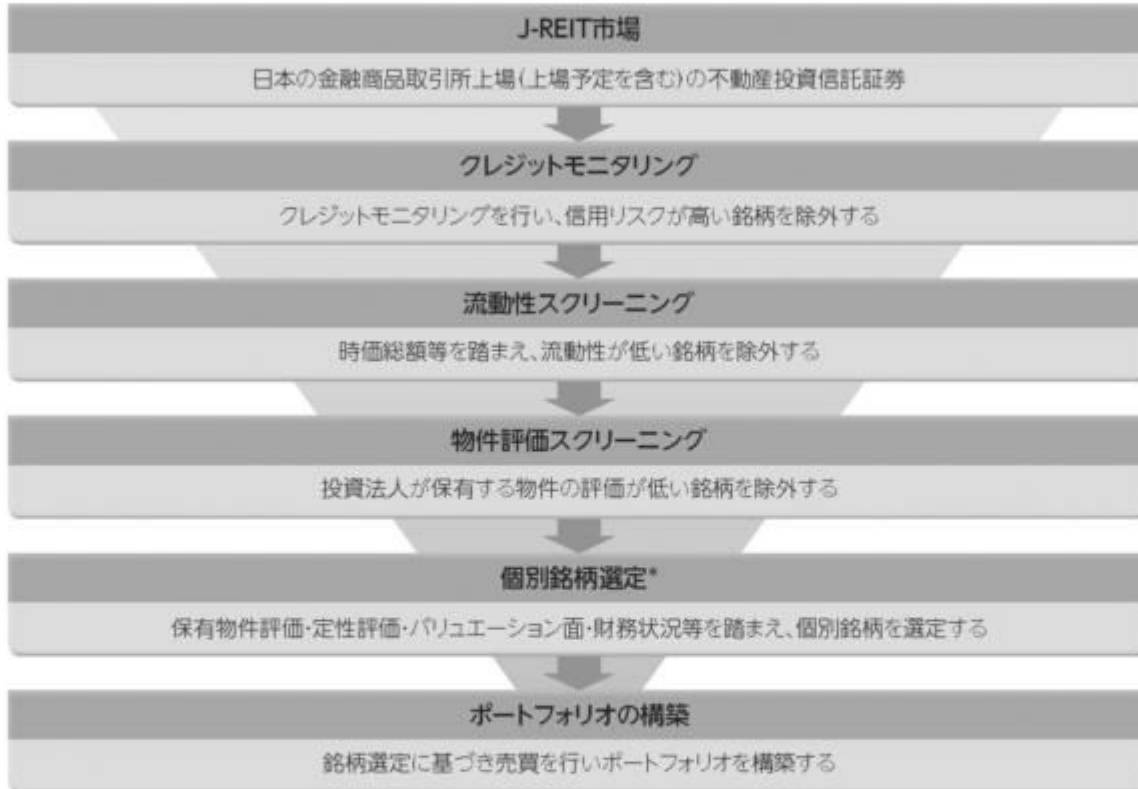 J-REIT市場
日本の金融商品取引所上場(上場予定を含む)の不動産投資信託証券
クレジットモニタリング
クレジットモニタリングを行い、信用リスクが高い銘柄を除外する
流動性スクリーニング
時価総額等を踏まえ、流動性が低い銘柄を除外する
物件評価スクリーニング
投資法人が保有する物件の評価が低い銘柄を除外する
個別銘柄選定*
保有物件評価・定性評価・バリュエーション面・財務状況等を踏まえ、個別銘柄を選定する
ポートフォリオの構築
銘柄選定に基づき売買を行いポートフォリオを構築する